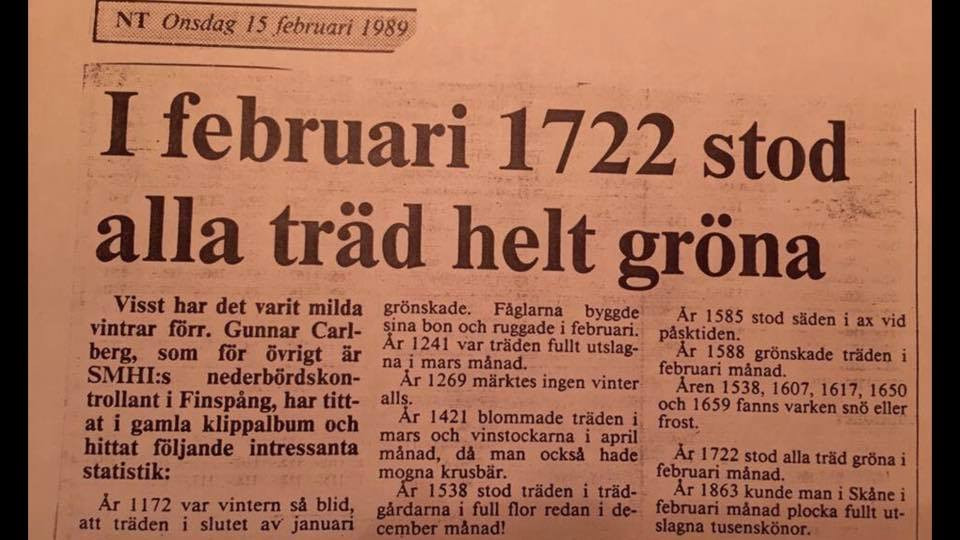 NT Onsdag 15 februari 1989
I februari 1722 stod
alla träd helt gröna
Visst har det varit milda
vintrar förr. Gunnar Carl-
berg, som för övrigt är
SMHI:s nederbördskon-
trollant i Finspång, har titt-
at i gamla klippalbum och
hittat följande intressanta
statistik:
År 1172 var vintern så blid,
att träden i slutet av januari
grönskade. Fåglarna byggde
sina bon och ruggade i februari.
År 1241 var träden fullt utslag-
na i mars månad.
År 1269 märktes ingen vinter
alls.
År 1421 blommade träden i
mars och vinstockarna i april
månad, då man också hade
mogna krusbär.
År 1538 stod träden i träd-
gårdarna i full flor redan i de-
cember månad!
År 1585 stod säden i ax vid
påsktiden.
År 1588 grönskade träden i
februari månad.
Åren 1538, 1607, 1617, 1650
och 1659 fanns varken snö eller
frost.
År 1722 stod alla träd gröna i
februari månad.
År 1863 kunde man i Skåne i
februari månad plocka fullt ut-
slagna tusenskönor.